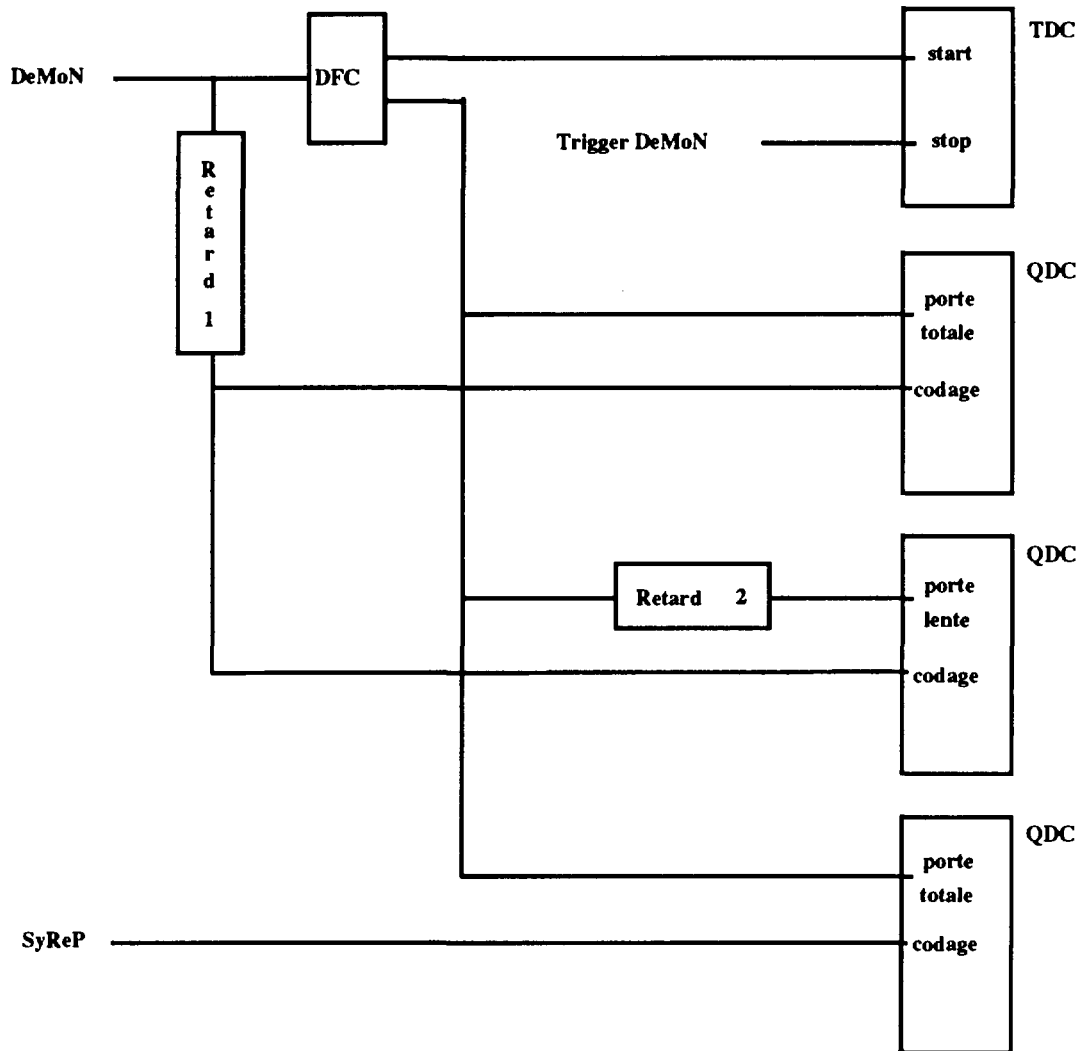 TDC
start
DeMoN
DFC
Trigger DeMoN
stop
Retard 1
QDC
porte
totale
codage
QDC
porte
Retard 2
lente
codage
QDC
porte
totale
SyReP
codage